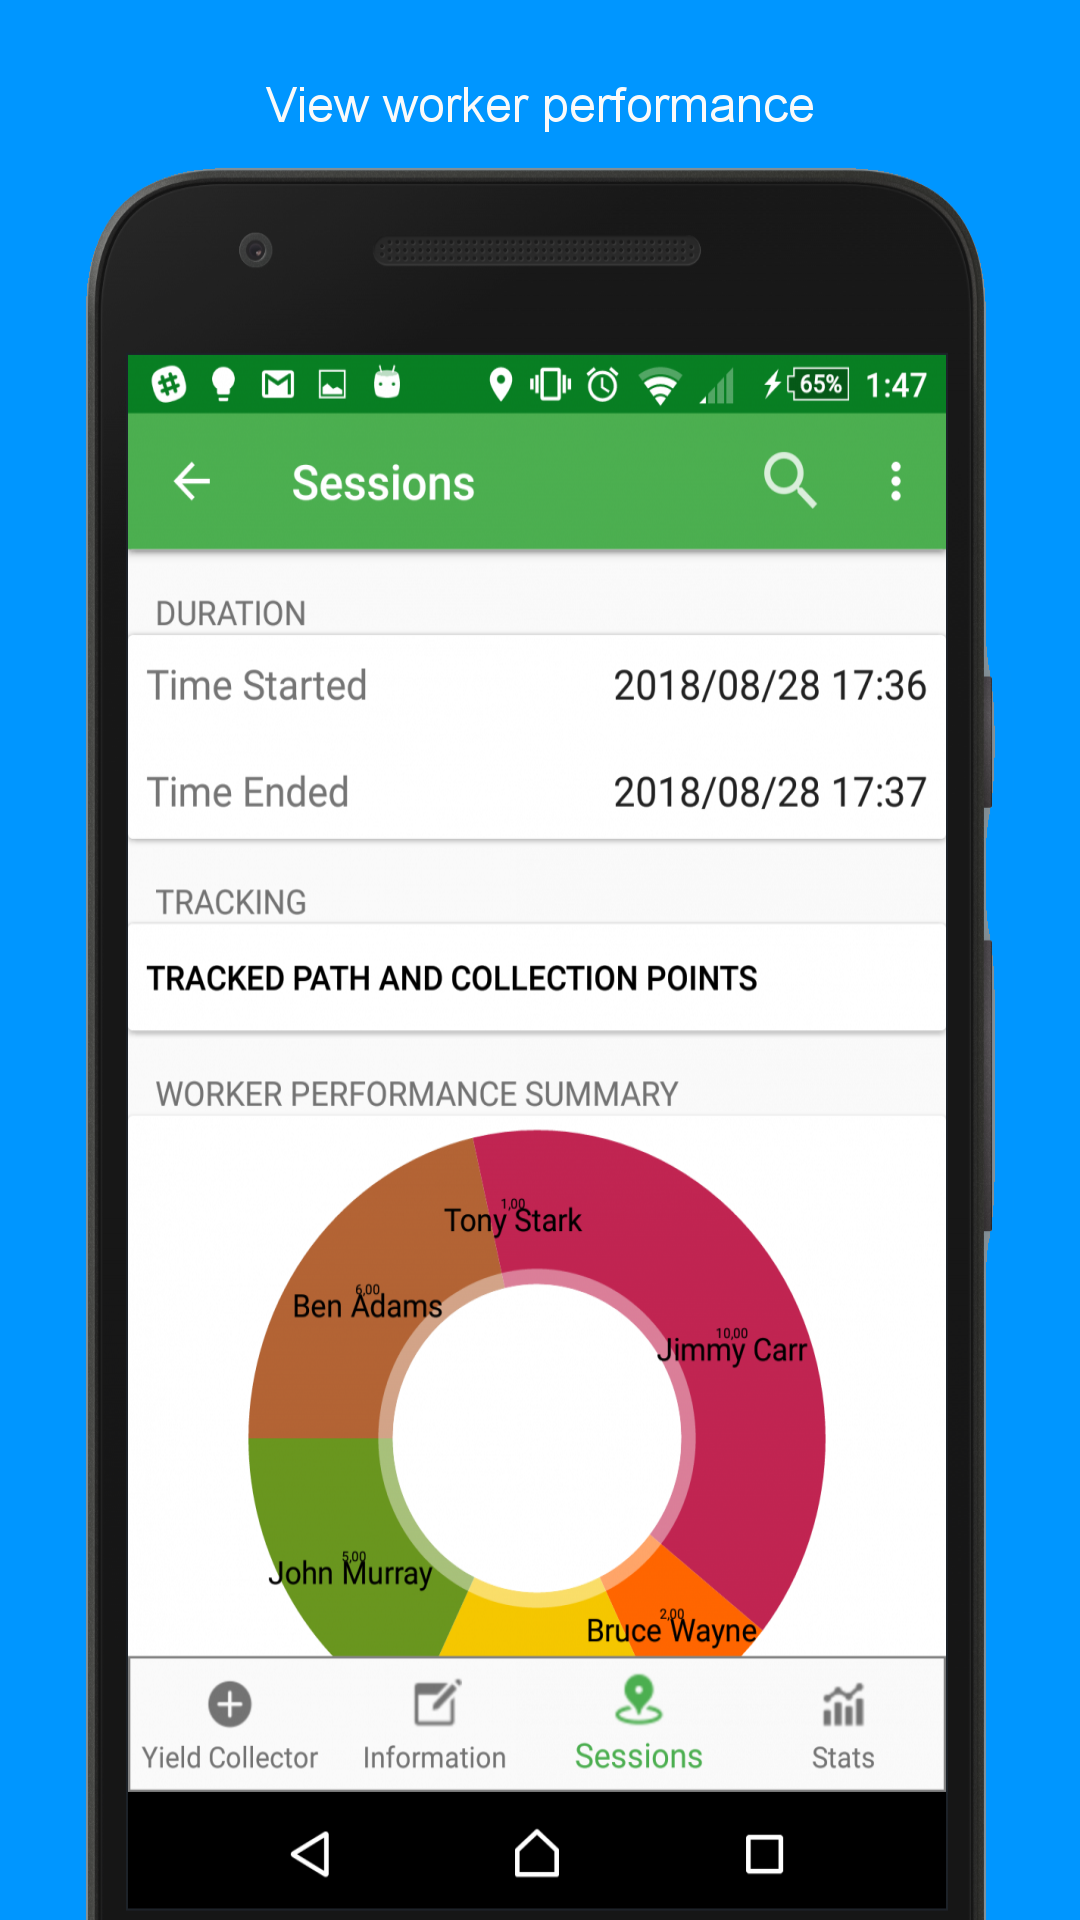 View worker performance
65% 1:47
Sessions
DURATION
Time Started 2018/08/28 17:36
Time Ended 2018/08/28 17:37
TRACKING
TRACKED PATH AND COLLECTION POINTS
WORKER PERFORMANCE SUMMARY
1,00
Tony Stark
6,00
Ben Adams
10,00
Jimmy Carr
5,00
John Murray
2,00
Bruce Wayne
Yield Collector Information Sessions Stats